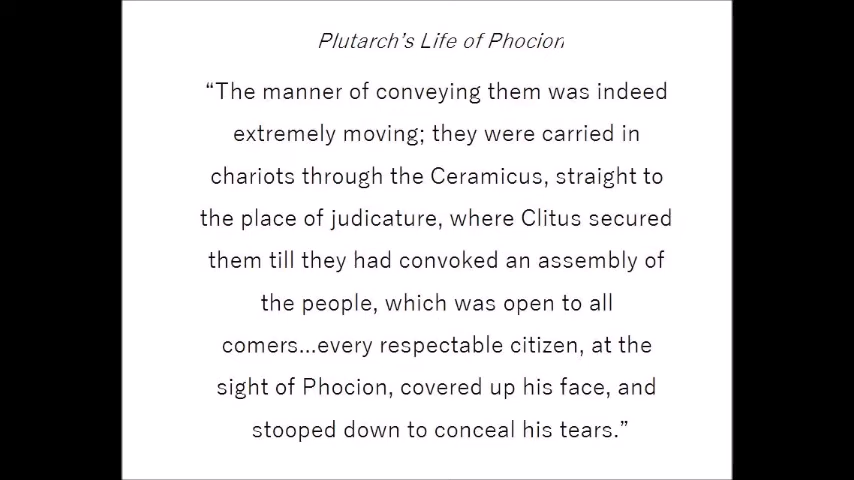 Plutarch's Life of Phocion
“The manner of conveying them was indeed
extremely moving; they were carried in
chariots through the Ceramicus, straight to
the place of judicature, where Clitus secured
them till they had convoked an assembly of
the people, which was open to all
comers...every respectable citizen, at the
sight of Phocion, covered up his face, and
stooped down to conceal his tears.”